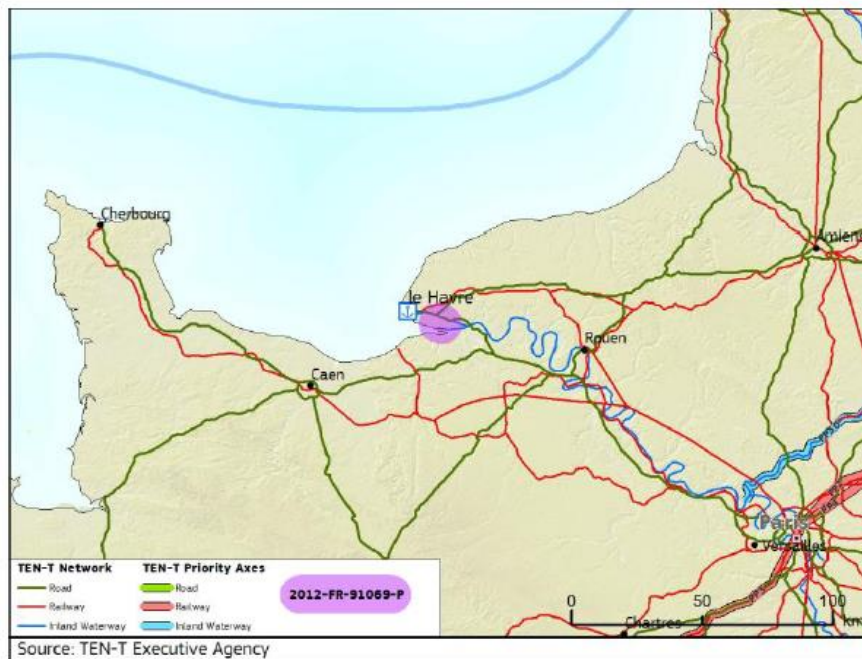 Cherbourg
le Havre
Amiens
Rouen
Caen
Paris
Versailles
Chartres
TEN-T Network
Road
Railway
Inland Waterway
TEN-T Priority Axes
Road
Railway
Inland Waterway
2012-FR-91069-P
0 50 100
Km
Source: TEN-T Executive Agency